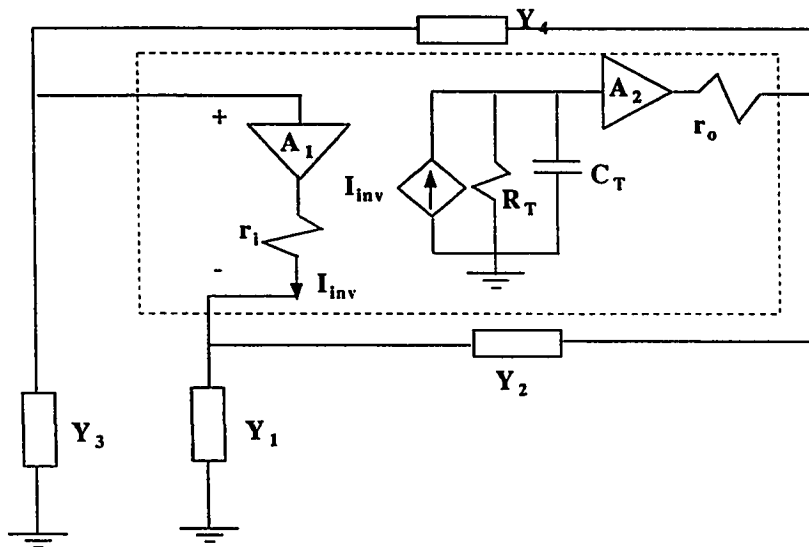 Y4
+
A1
A2
ro
Iinv
RT
CT
ri
-
Iinv
Y2
Y3
Y1